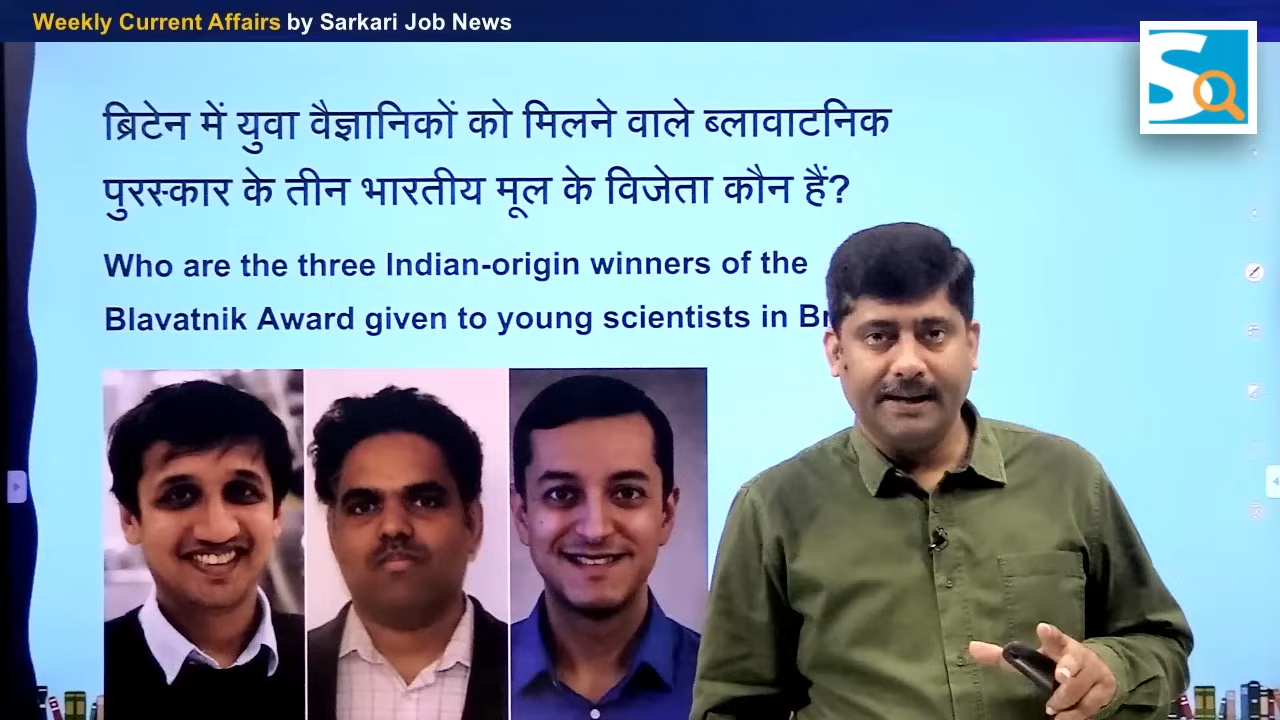 Weekly Current Affairs by Sarkari Job News
ब्रिटेन में युवा वैज्ञानिकों को मिलने वाले ब्लावाटनिक
पुरस्कार के तीन भारतीय मूल के विजेता कौन हैं?
Who are the three Indian-origin winners of the
Blavatnik Award given to young scientists in